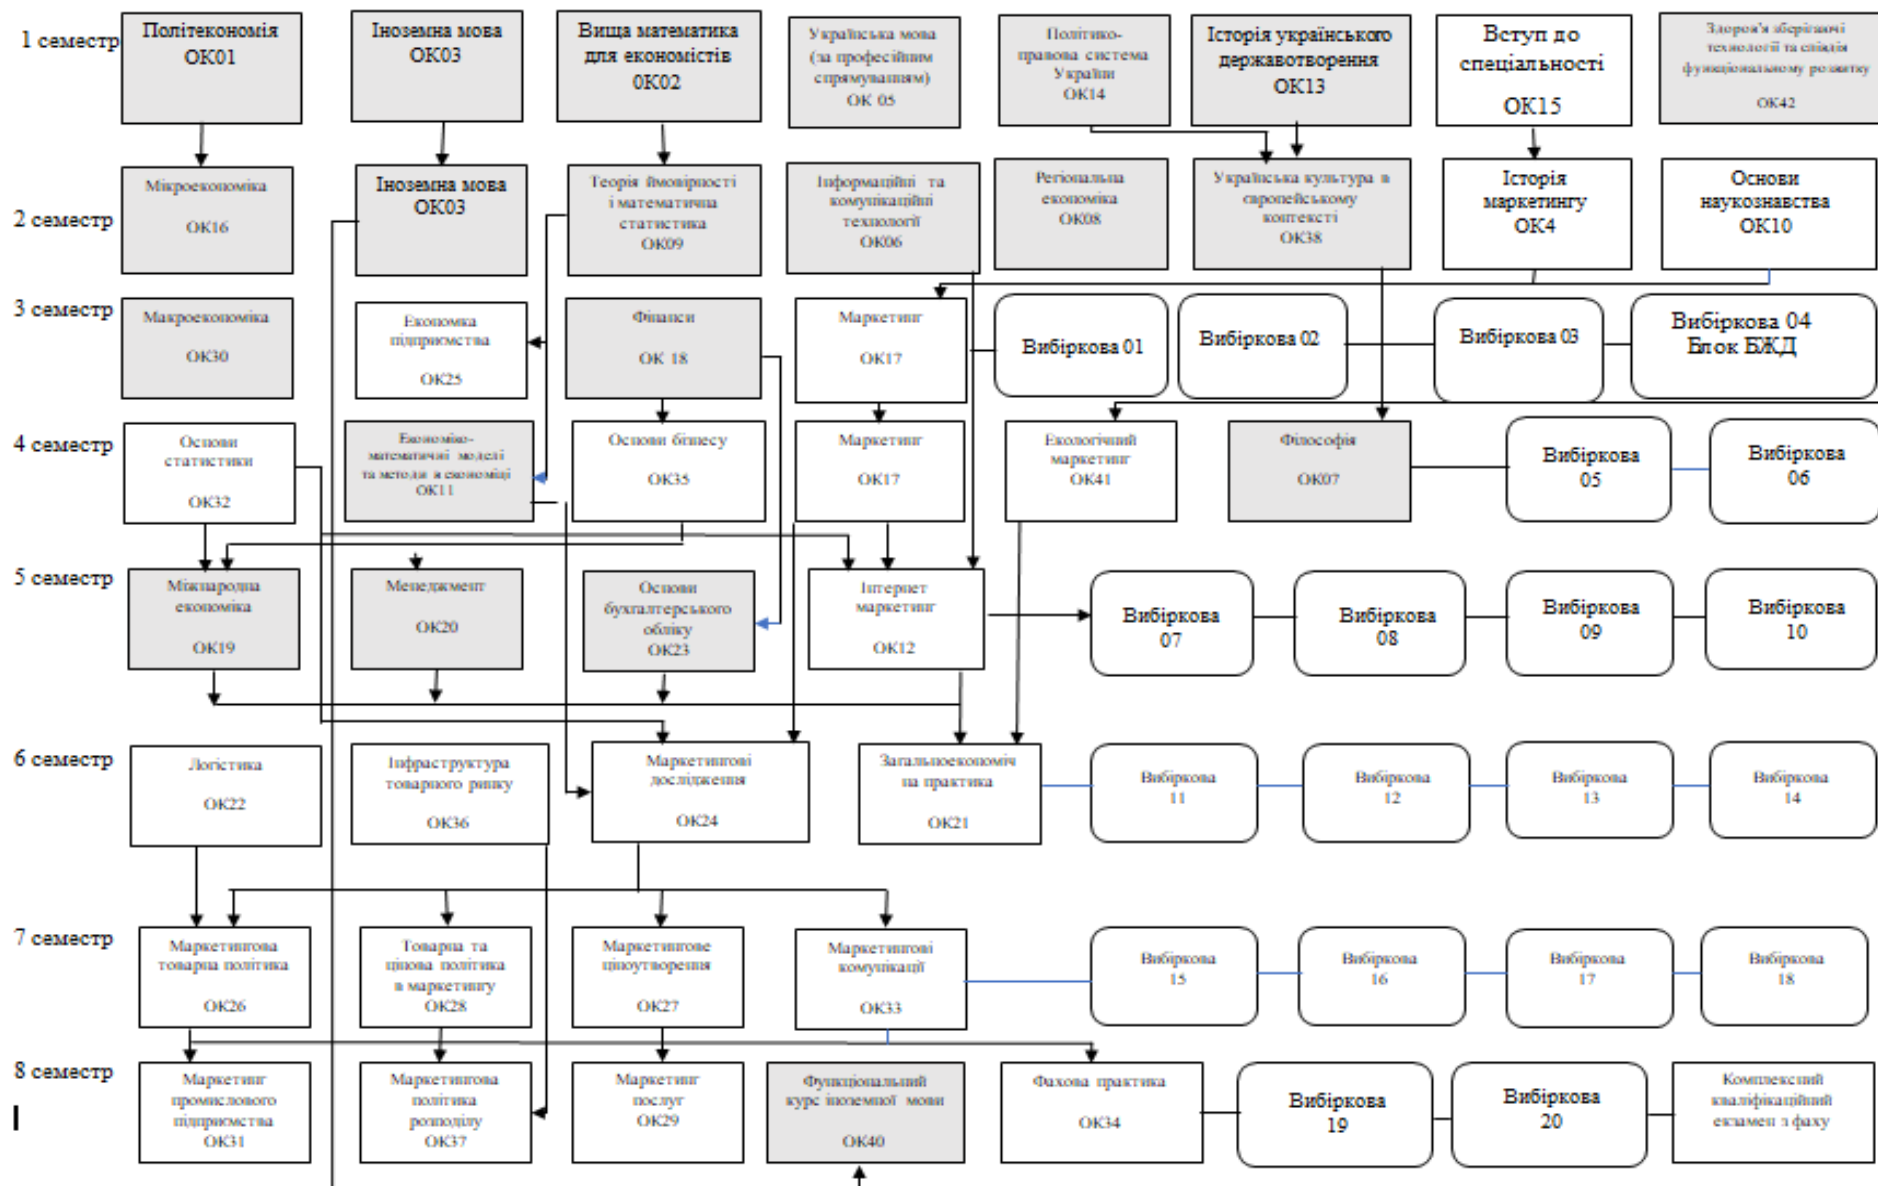 1 семестр
Політекономія
ОК01
Іноземна мова
ОК03
Вища математика
для економістів
0К02
Українська мова
(за професійним
спрямуванням)
ОК 05
Політико-
правова система
України
ОК14
Історія українського
державотворення
ОК13
Вступ до
спеціальності
ОК15
Здоров'я зберігаючі
технології та
функціональному розвитку
ОК42
2 семестр
Мікроекономіка
ОК16
Іноземна мова
ОК03
Теорія ймовірності
і математична
статистика
ОК09
Інформаційні та
комунікаційні
технології
ОК06
Регіональна
економіка
ОК08
Українська культура в
європейському
контексті
ОК38
Історія
маркетингу
ОК4
Основи
наукознавства
ОК10
3 семестр
Макроекономіка
ОК30
Економка
підприємства
ОК25
Фінанси
ОК 18
Маркетинг
ОК17
Вибіркова 01
Вибіркова 02
Вибіркова 03
Вибіркова 04
Блок БЖД
4 семестр
Основи
статистики
ОК32
Економіко-
математичні моделі
та методи в економіці
ОК11
Основи бізнесу
ОК35
Маркетинг
ОК17
Екологічний
маркетинг
ОК41
Філософія
ОК07
Вибіркова
05
Вибіркова
06
5 семестр
Міжнародна
економіка
ОК19
Менеджмент
ОК20
Основи
бухгалтерського
обліку
ОК23
Інтернет
маркетинг
ОК12
Вибіркова
07
Вибіркова
08
Вибіркова
09
Вибіркова
10
6 семестр
Логістика
ОК22
Інфраструктура
товарного ринку
ОК36
Маркетингові
дослідження
ОК24
Загальноекономіч
на практика
ОК21
Вибіркова
11
Вибіркова
12
Вибіркова
13
Вибіркова
14
7 семестр
Маркетингова
товарна політика
ОК26
Товарна та
цінова політика
в маркетингу
ОК28
Маркетингове
ціноутворення
ОК27
Маркетингові
комунікації
ОК33
Вибіркова
15
Вибіркова
16
Вибіркова
17
Вибіркова
18
8 семестр
Маркетинг
промислового
підприємства
ОК31
Маркетингова
політика
розподілу
ОК37
Маркетинг
послуг
ОК29
Функціональний
курс іноземної мови
ОК40
Фахова практика
ОК34
Вибіркова
19
Вибіркова
20
Комплексний
кваліфікаційний
екзамен з фаху